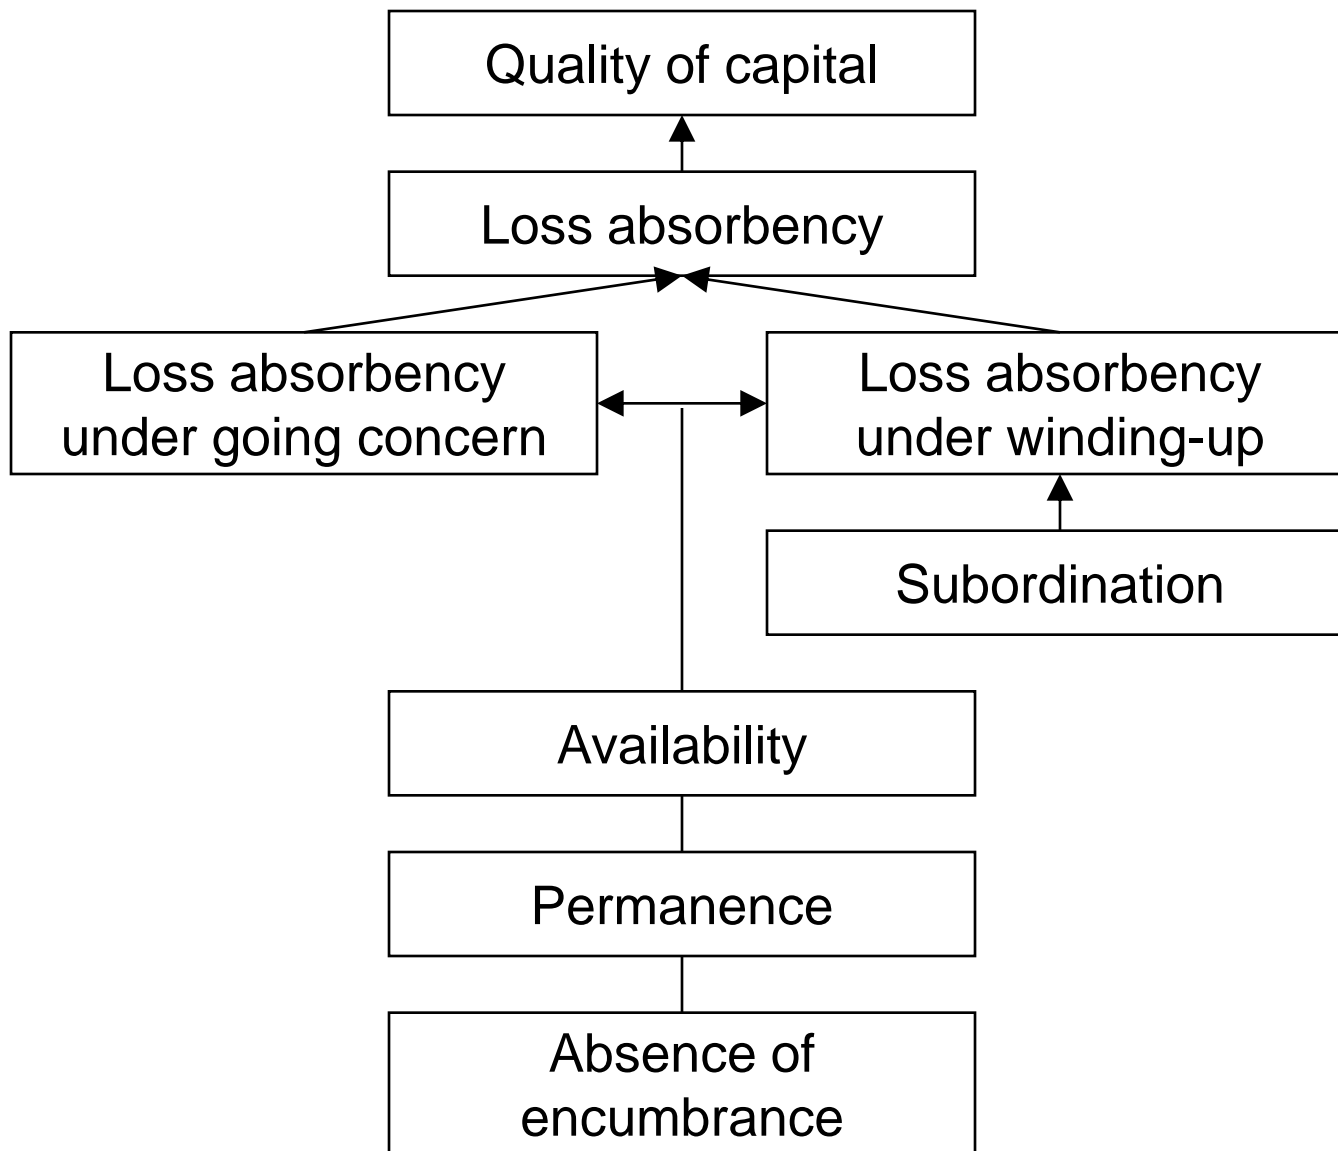 Quality of capital
Loss absorbency
Loss absorbency
under going concern
Loss absorbency
under winding-up
Subordination
Availability
Permanence
Absence of
encumbrance